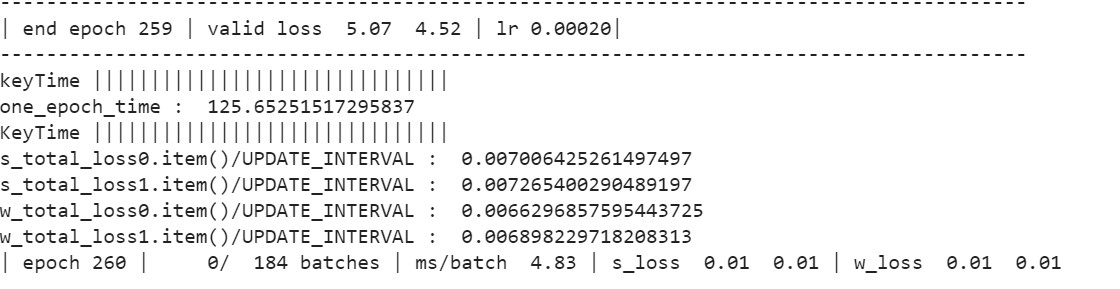 --------------------------------------------------------------------------------------
| end epoch 259 | valid loss  5.07  4.52 | lr 0.00020|
--------------------------------------------------------------------------------------
keyTime |||||||||||||||||||||||||||||||
one_epoch_time :  125.65251517295837
KeyTime |||||||||||||||||||||||||||||||
s_total_loss0.item()/UPDATE_INTERVAL :  0.007006425261497497
s_total_loss1.item()/UPDATE_INTERVAL :  0.007265400290489197
w_total_loss0.item()/UPDATE_INTERVAL :  0.0066296857595443725
w_total_loss1.item()/UPDATE_INTERVAL :  0.006898229718208313
| epoch 260 |     0/  184 batches | ms/batch  4.83 | s_loss  0.01  0.01 | w_loss  0.01  0.01